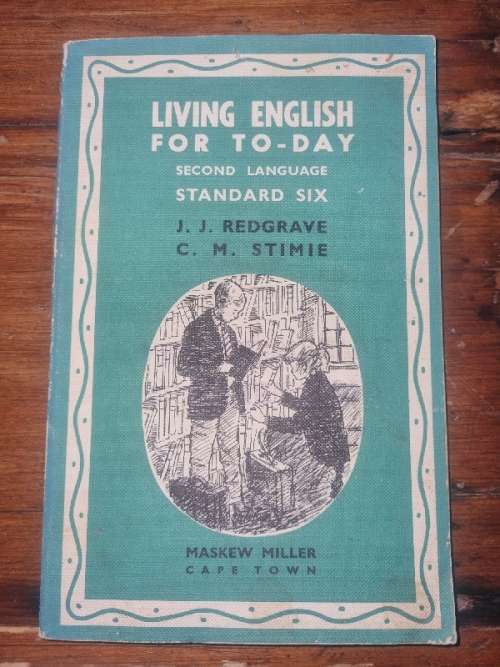 LIVING ENGLISH
FOR TO-DAY
SECOND LANGUAGE
STANDARD SIX
J. J. REDGRAVE
C. M. STIMIE
MASKEW MILLER
CAPE TOWN